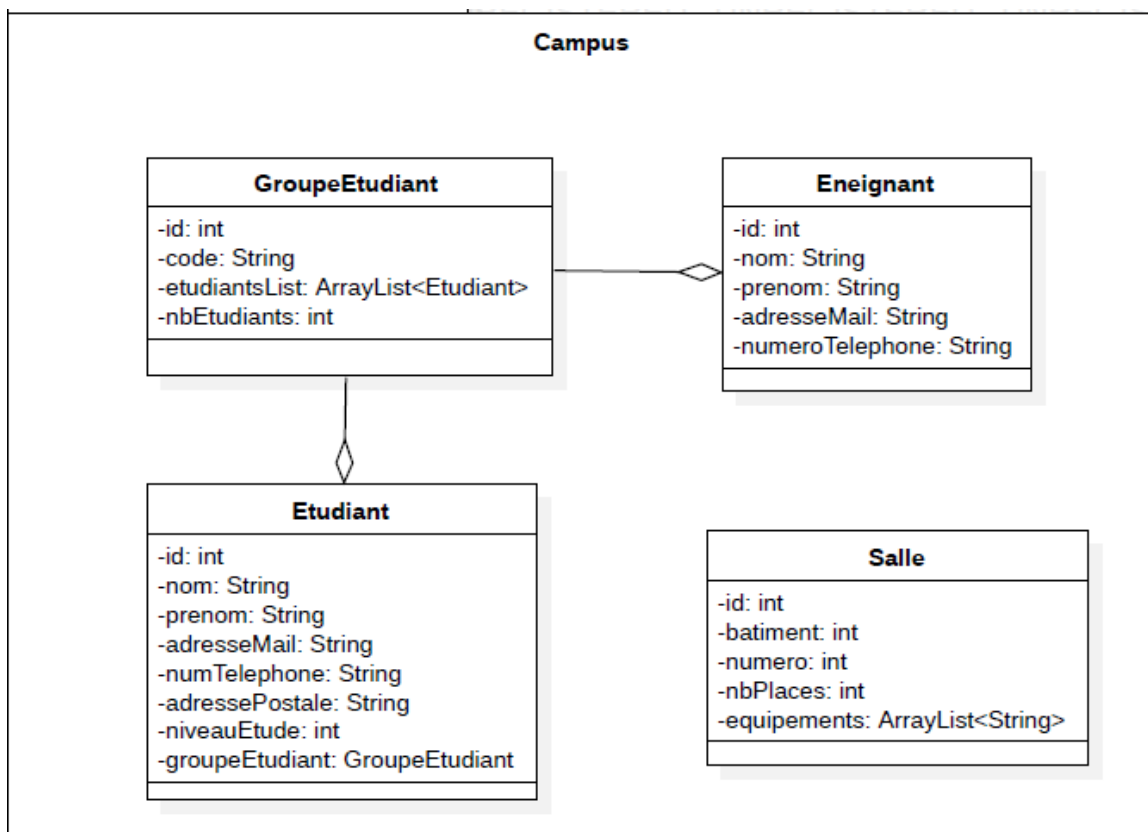 Campus
GroupeEtudiant
-id: int
-code: String
-etudiantsList: ArrayList<Etudiant>
-nbEtudiants: int
Eneignant
-id: int
-nom: String
-prenom: String
-adresseMail: String
-numeroTelephone: String
Etudiant
-id: int
-nom: String
-prenom: String
-adresseMail: String
-numTelephone: String
-adressePostale: String
-niveauEtude: int
-groupeEtudiant: GroupeEtudiant
Salle
-id: int
-batiment: int
-numero: int
-nbPlaces: int
-equipements: ArrayList<String>